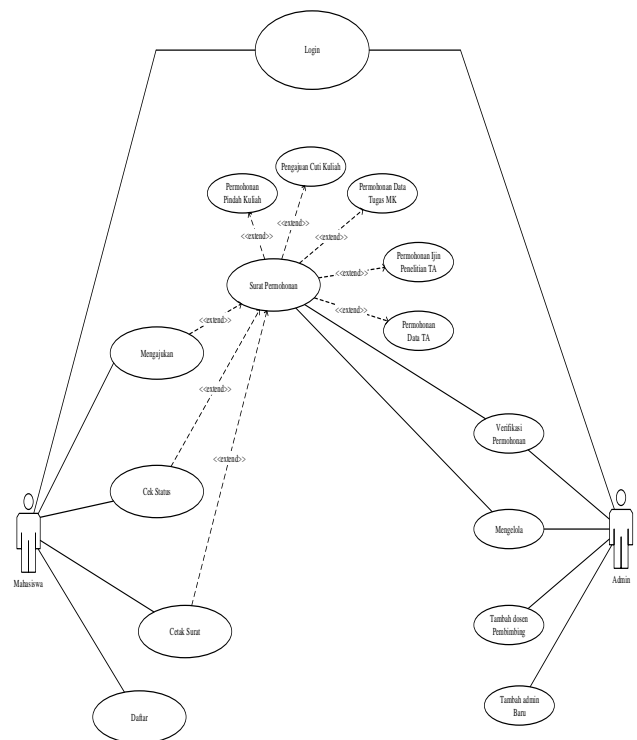 Login
Pengajuan Cuti Kuliah
Permohonan
Pindah Kuliah
Permohonan Data
Tugas MK
<<extend>>
<<extend>>
<<extend>>
Permohonan Ijin
Penelitian TA
<<extend>>
Surat Permohonan
<<extend>>
Permohonan
Data TA
<<extend>>
Mengajukan
<<extend>>
Verifikasi
Permohonan
<<extend>>
Cek Status
Mengelola
Mahasiswa
Admin
Tambah dosen
Pembimbing
Cetak Surat
Tambah admin
Baru
Daftar